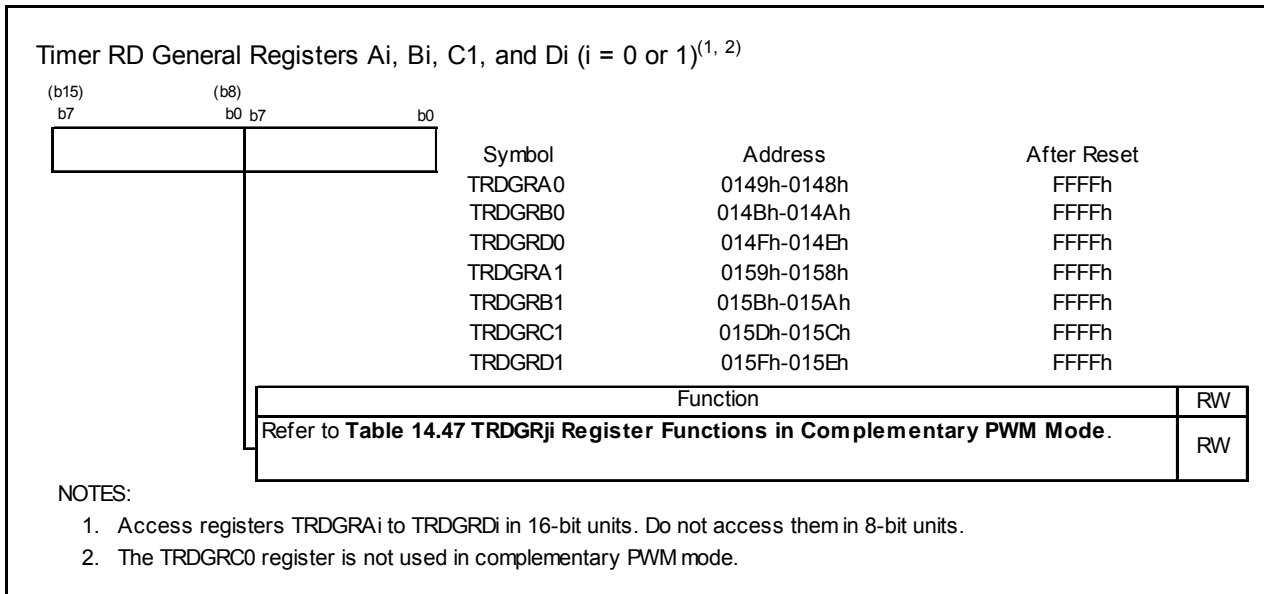 Timer RD General Registers Ai, Bi, C1, and Di (i = 0 or 1)(1, 2)
(b15) (b8)
b7 b0 b7 b0
Symbol Address After Reset
TRDGRA0 0149h-0148h FFFFh
TRDGRB0 014Bh-014Ah FFFFh
TRDGRD0 014Fh-014Eh FFFFh
TRDGRA1 0159h-0158h FFFFh
TRDGRB1 015Bh-015Ah FFFFh
TRDGRC1 015Dh-015Ch FFFFh
TRDGRD1 015Fh-015Eh FFFFh
Function RW
Refer to Table 14.47 TRDGRji Register Functions in Complementary PWM Mode. RW
NOTES:
1. Access registers TRDGRAi to TRDGRDi in 16-bit units. Do not access them in 8-bit units.
2. The TRDGRC0 register is not used in complementary PWM mode.